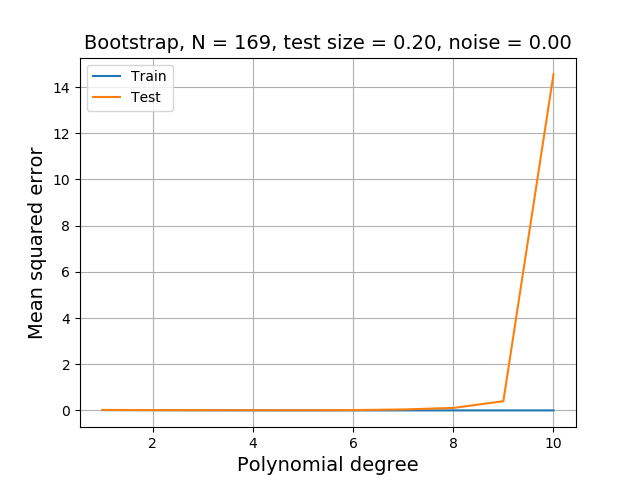 Bootstrap, N = 169, test size = 0.20, noise = 0.00
Train
Test
Mean squared error
14
12
10
8
6
4
2
0
2 4 6 8 10
Polynomial degree